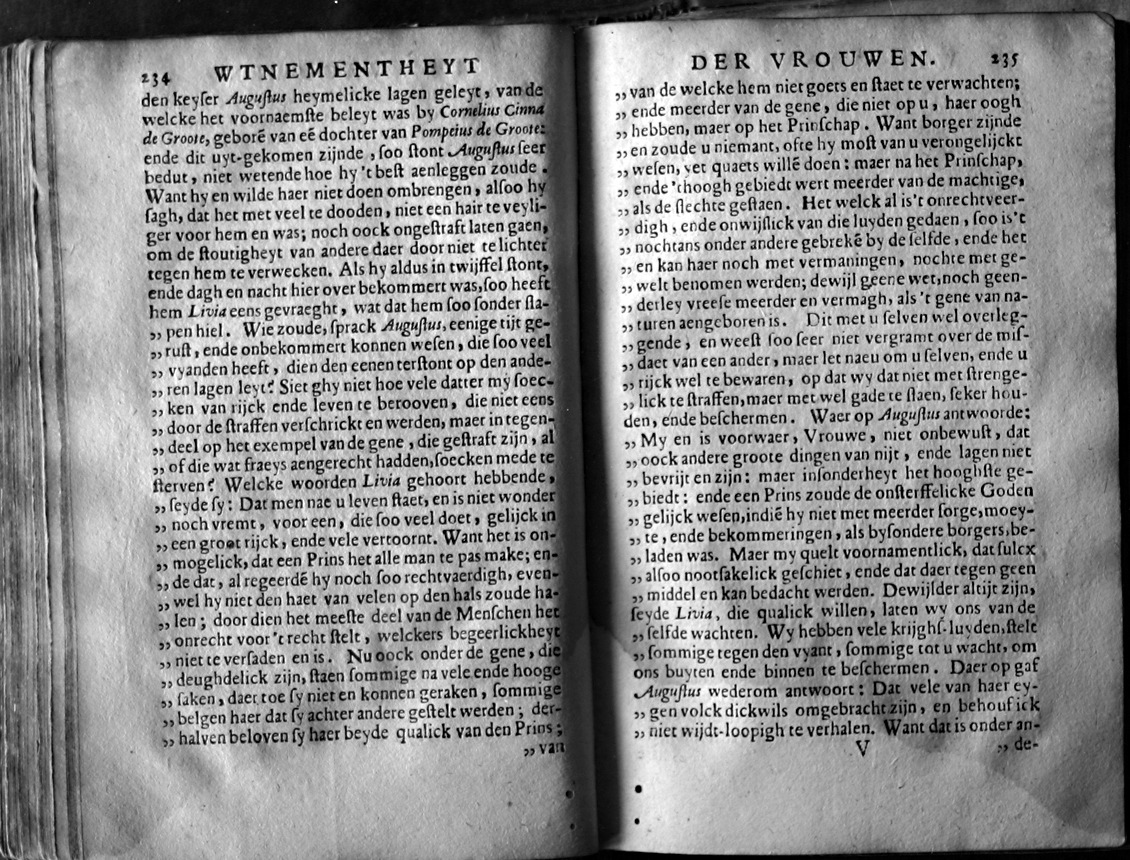 234 WTNEMENTHEYT
den keyſer Auguſtus heymelicke lagen geleyt, van de
welcke het voornaemſte beleyt was by Cornelius Cinna
de Groote, geborē van eē dochter van Pompeius de Groote:
ende dit uyt-gekomen zijnde, ſoo ſtont Auguſtus ſeer
bedut, niet wetende hoe hy 't beſt aenleggen zoude.
Want hy en wilde haer niet doen ombrengen, alſoo hy
ſagh, dat het met veel te dooden, niet een hair te veyli-
ger voor hem en was; noch oock ongeſtraft laten gaen,
om de ſtoutigheyt van andere daer door niet te lichter
tegen hem te verwecken. Als hy aldus in twijffel ſtont,
ende dagh en nacht hier over bekommert was, ſoo heeft
hem Livia eens gevraeght, wat dat hem ſoo ſonder ſla-
„ pen hiel. Wie zoude, ſprack Auguſtus, eenige tijt ge-
„ ruſt, ende onbekommert konnen weſen, die ſoo veel
„ vyanden heeft, dien den eenen terſtont op den ande-
„ ren lagen leyt? Siet ghy niet hoe vele datter my ſoec-
„ ken van rijck ende leven te berooven, die niet eens
„ door de ſtraffen verſchrickt en werden, maer in tegen-
„ deel op het exempel van de gene, die geſtraft zijn, al
„ of die wat fraeys aengerecht hadden, ſoecken mede te
ſterven? Welcke woorden Livia gehoort hebbende,
„ ſeyde ſy: Dat men nae u leven ſtaet, en is niet wonder
„ noch vremt, voor een, die ſoo veel doet, gelijck in
„ een groot rijck, ende vele vertoornt. Want het is on-
„ mogelick, dat een Prins het alle man te pas make; en-
„ de dat, al regeerdē hy noch ſoo rechtvaerdigh, even-
„ wel hy niet den haet van velen op den hals zoude ha-
„ len; door dien het meeſte deel van de Menſchen het
„ onrecht voor 't recht ſtelt, welckers begeerlickheyt
„ niet te verſaden en is. Nu oock onder de gene, die
„ deughdelick zijn, ſtaen ſommige na vele ende hooge
„ ſaken, daer toe ſy niet en konnen geraken, ſommige
„ belgen haer dat ſy achter andere geſtelt werden; der-
„ halven beloven ſy haer beyde qualick van den Prins;
„ van
DER VROUWEN. 235
„ van de welcke hem niet goets en ſtaet te verwachten;
„ ende meerder van de gene, die niet op u, haer oogh
„ hebben, maer op het Prinſchap. Want borger zijnde
„ en zoude u niemant, ofte hy moſt van u verongelijckt
„ weſen, yet quaets willē doen: maer na het Prinſchap,
„ ende 'thoogh gebiedt wert meerder van de machtige,
„ als de ſlechte geſtaen. Het welck al is't onrechtveer-
„ digh, ende onwijſlick van die luyden gedaen, ſoo is't
„ nochtans onder andere gebrekē by de ſelfde, ende het
„ en kan haer noch met vermaningen, nochte met ge-
„ welt benomen werden; dewijl geene wet, noch geen-
„ derley vreeſe meerder en vermagh, als 't gene van na-
„ turen aengeboren is. Dit met u ſelven wel overleg-
„ gende, en weeſt ſoo ſeer niet vergramt over de miſ-
„ daet van een ander, maer let naeu om u ſelven, ende u
„ rijck wel te bewaren, op dat wy dat niet met ſtrenge-
„ lick te ſtraffen, maer met wel gade te ſlaen, ſeker hou-
den, ende beſchermen. Waer op Auguſtus antwoorde:
„ My en is voorwaer, Vrouwe, niet onbewuſt, dat
„ oock andere groote dingen van nijt, ende lagen niet
„ bevrijt en zijn: maer inſonderheyt het hooghſte ge-
„ biedt: ende een Prins zoude de onſterffelicke Goden
„ gelijck weſen, indiē hy niet met meerder ſorge, moey-
„ te, ende bekommeringen, als byſondere borgers, be-
„ laden was. Maer my quelt voornamentlick, dat ſulcx
„ alſoo nootſakelick geſchiet, ende dat daer tegen geen
„ middel en kan bedacht werden. Dewijlder altijt zijn,
ſeyde Livia, die qualick willen, laten wy ons van de
„ ſelfde wachten. Wy hebben vele krijghſ-luyden, ſtelt
„ ſommige tegen den vyant, ſommige tot u wacht, om
ons buyten ende binnen te beſchermen. Daer op gaf
Auguſtus wederom antwoort: Dat vele van haer ey-
„ gen volck dickwils omgebracht zijn, en behouf ick
„ niet wijdt-loopigh te verhalen. Want dat is onder an-
V „ de-